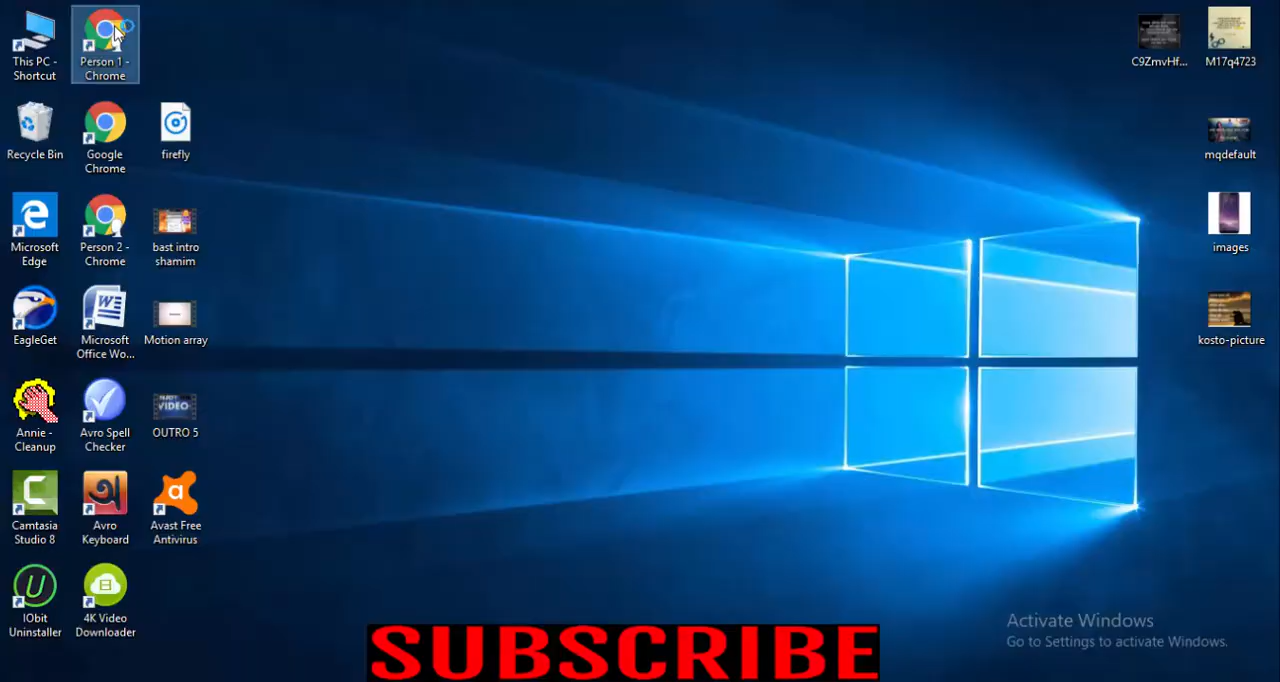 This PC -
Shortcut
Person 1 -
Chrome
Recycle Bin
Google
Chrome
firefly
Microsoft
Edge
Person 2 -
Chrome
bast intro
shamim
EagleGet
Microsoft
Office Wo...
Motion array
Annie -
Cleanup
Avro Spell
Checker
VIDEO
OUTRO 5
Camtasia
Studio 8
Avro
Keyboard
Avast Free
Antivirus
IObit
Uninstaller
4K Video
Downloader
C9ZmvHf...
M17q4723
mqdefault
images
kosto-picture
Activate Windows
Go to Settings to activate Windows.
SUBSCRIBE